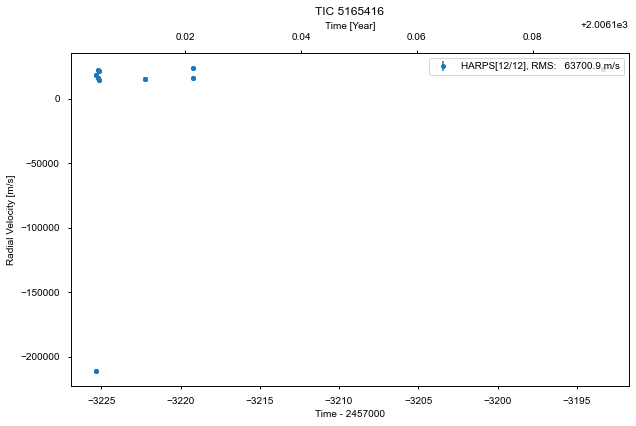 TIC 5165416
Time [Year]
+2.0061e3
0.02 0.04 0.06 0.08
HARPS[12/12], RMS: 63700.9 m/s
0
−50000
−100000
−150000
−200000
Radial Velocity [m/s]
−3225 −3220 −3215 −3210 −3205 −3200 −3195
Time - 2457000